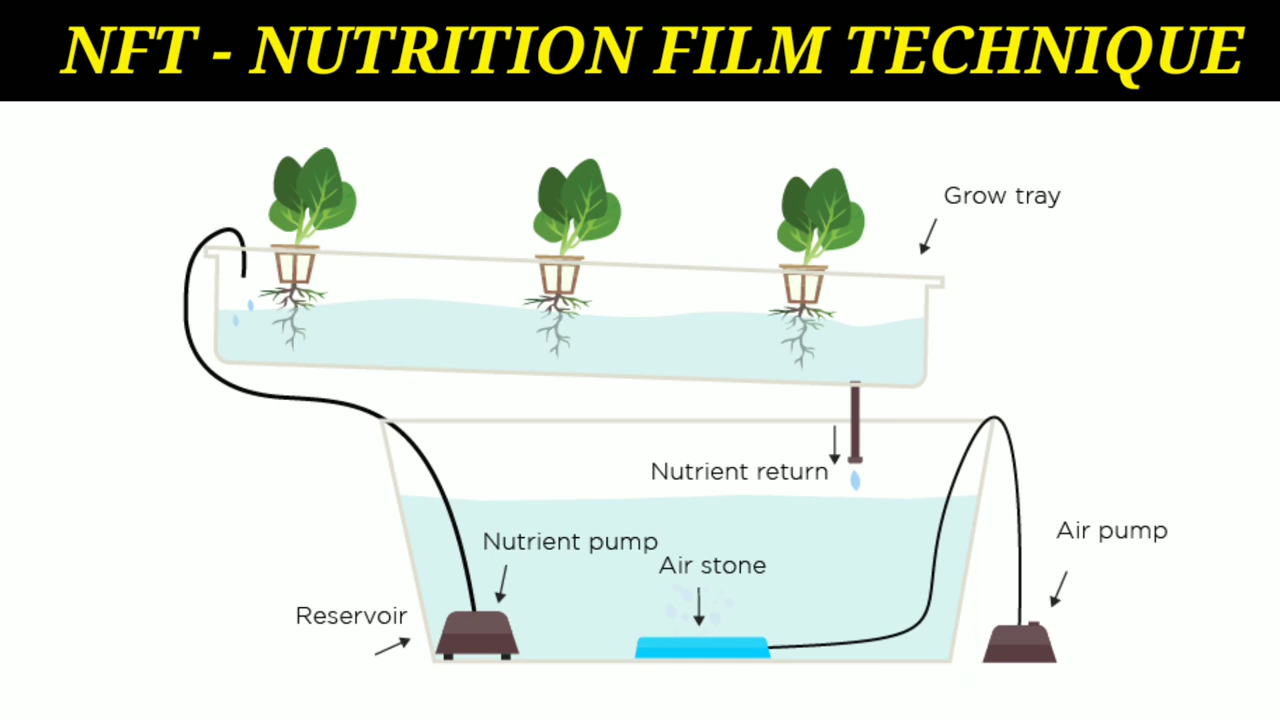 NFT - NUTRITION FILM TECHNIQUE
Grow tray
Nutrient return
Nutrient pump
Air stone
Air pump
Reservoir